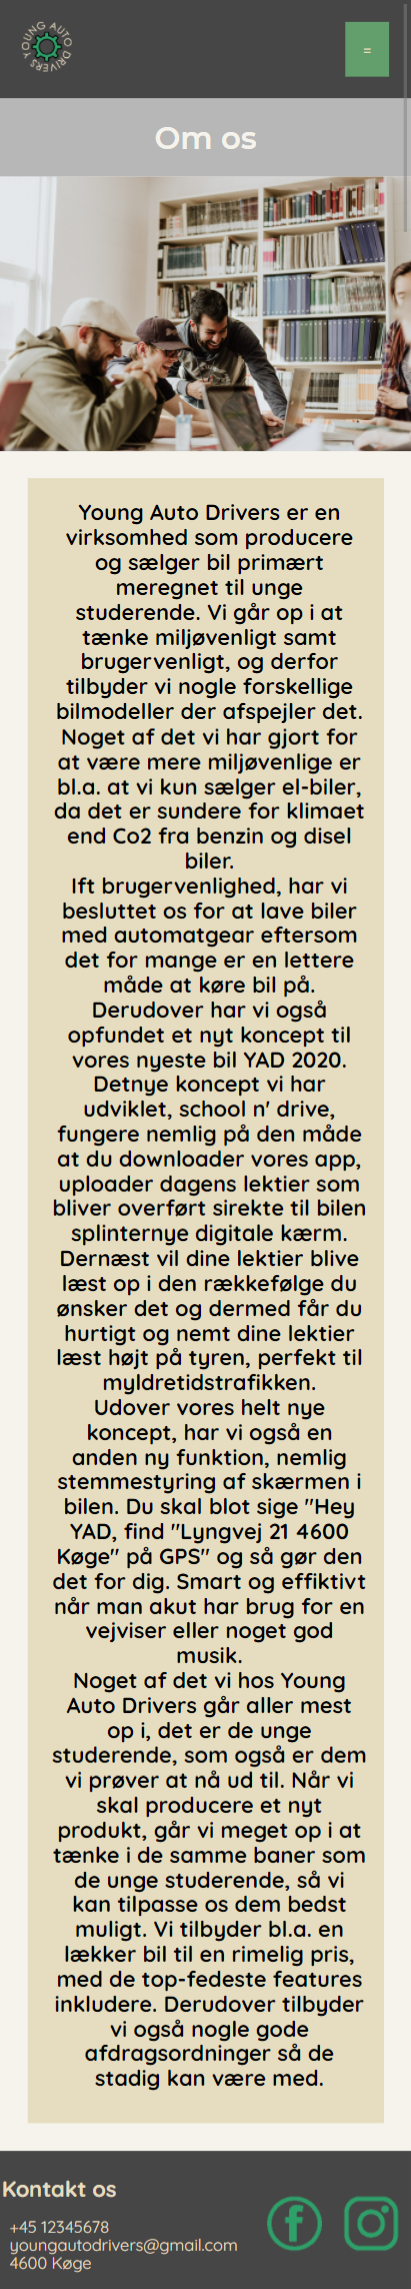 YOUNG AUTO DRIVERS
=
Om os
Young Auto Drivers er en
virksomhed som producere
og sælger bil primært
meregnet til unge
studerende. Vi går op i at
tænke miljøvenligt samt
brugervenligt, og derfor
tilbyder vi nogle forskellige
bilmodeller der afspejler det.
Noget af det vi har gjort for
at være mere miljøvenlige er
bl.a. at vi kun sælger el-biler,
da det er sundere for klimaet
end Co2 fra benzin og disel
biler.
Ift brugervenlighed, har vi
besluttet os for at lave biler
med automatgear eftersom
det for mange er en lettere
måde at køre bil på.
Derudover har vi også
opfundet et nyt koncept til
vores nyeste bil YAD 2020.
Detnye koncept vi har
udviklet, school n' drive,
fungere nemlig på den måde
at du downloader vores app,
uploader dagens lektier som
bliver overført sirekte til bilen
splinternye digitale kærm.
Dernæst vil dine lektier blive
læst op i den rækkefølge du
ønsker det og dermed får du
hurtigt og nemt dine lektier
læst højt på tyren, perfekt til
myldretidstrafikken.
Udover vores helt nye
koncept, har vi også en
anden ny funktion, nemlig
stemmestyring af skærmen i
bilen. Du skal blot sige "Hey
YAD, find "Lyngvej 21 4600
Køge" på GPS" og så gør den
det for dig. Smart og effiktivt
når man akut har brug for en
vejviser eller noget god
musik.
Noget af det vi hos Young
Auto Drivers går aller mest
op i, det er de unge
studerende, som også er dem
vi prøver at nå ud til. Når vi
skal producere et nyt
produkt, går vi meget op i at
tænke i de samme baner som
de unge studerende, så vi
kan tilpasse os dem bedst
muligt. Vi tilbyder bl.a. en
lækker bil til en rimelig pris,
med de top-fedeste features
inkludere. Derudover tilbyder
vi også nogle gode
afdragsordninger så de
stadig kan være med.
Kontakt os
+45 12345678
youngautodrivers@gmail.com
4600 Køge